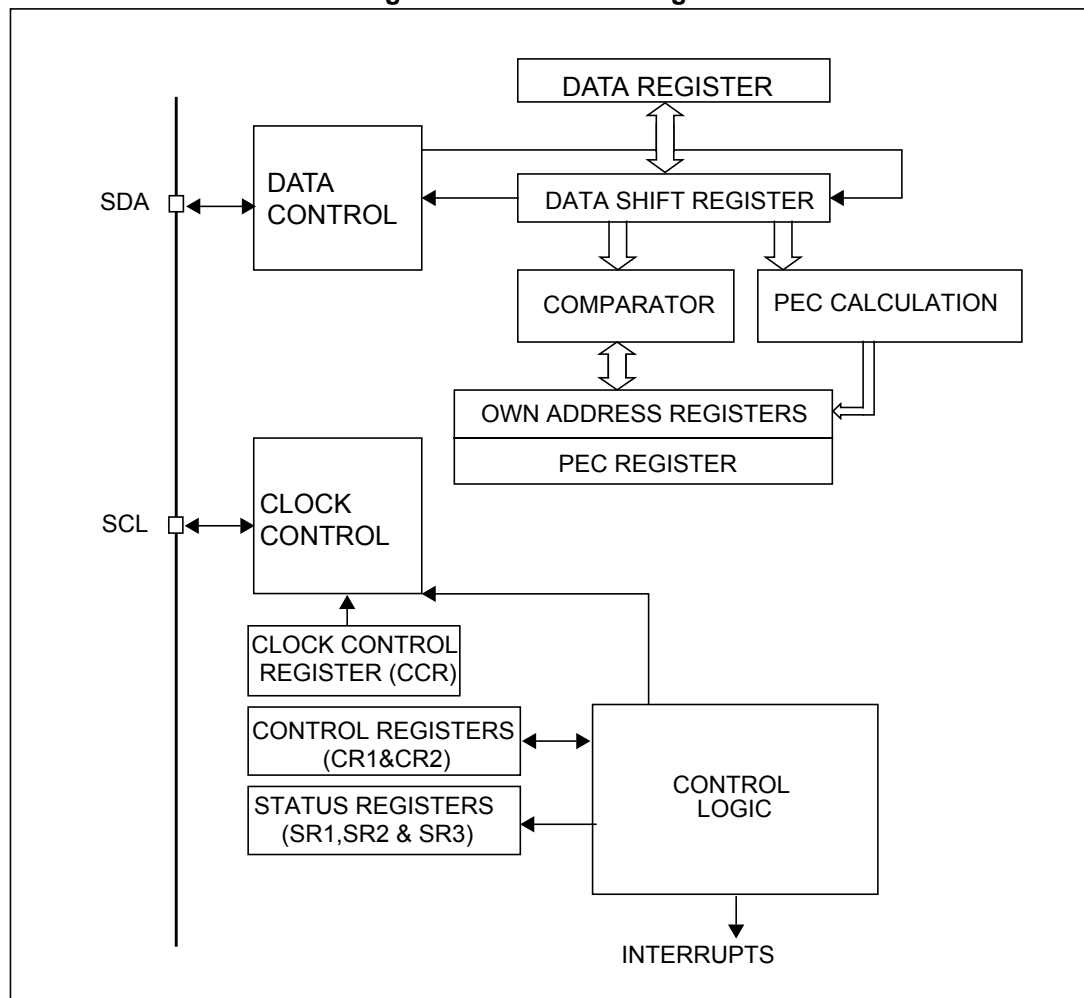 DATA REGISTER
DATA
CONTROL
SDA
DATA SHIFT REGISTER
COMPARATOR
PEC CALCULATION
OWN ADDRESS REGISTERS
PEC REGISTER
CLOCK
CONTROL
SCL
CLOCK CONTROL
REGISTER (CCR)
CONTROL REGISTERS
(CR1&CR2)
STATUS REGISTERS
(SR1,SR2 & SR3)
CONTROL
LOGIC
INTERRUPTS